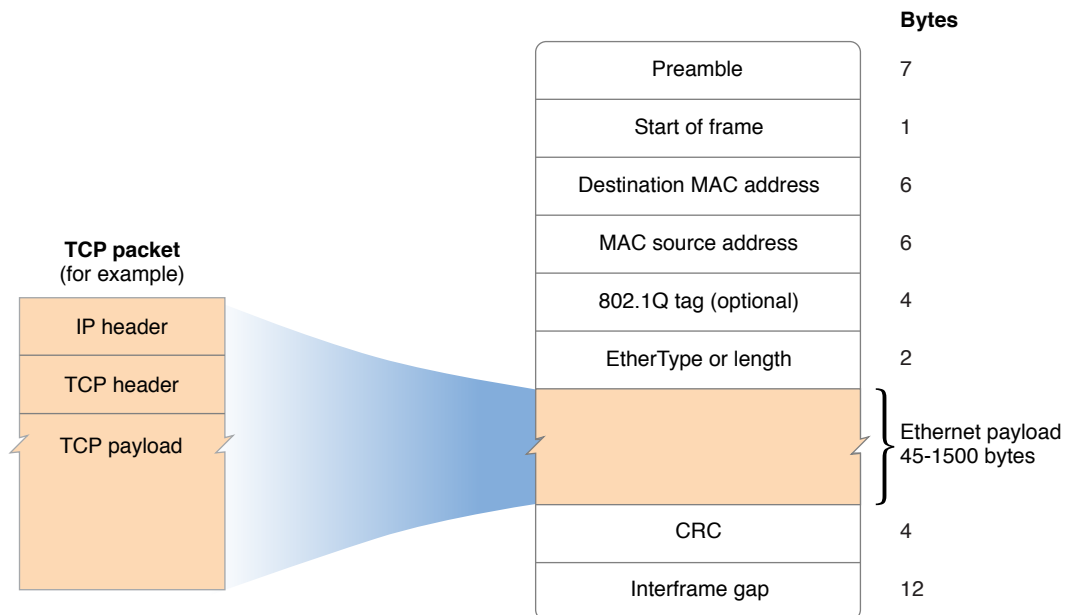 Bytes
Preamble 7
Start of frame 1
Destination MAC address 6
MAC source address 6
802.1Q tag (optional) 4
EtherType or length 2
Ethernet payload
45-1500 bytes
CRC 4
Interframe gap 12
TCP packet
(for example)
IP header
TCP header
TCP payload